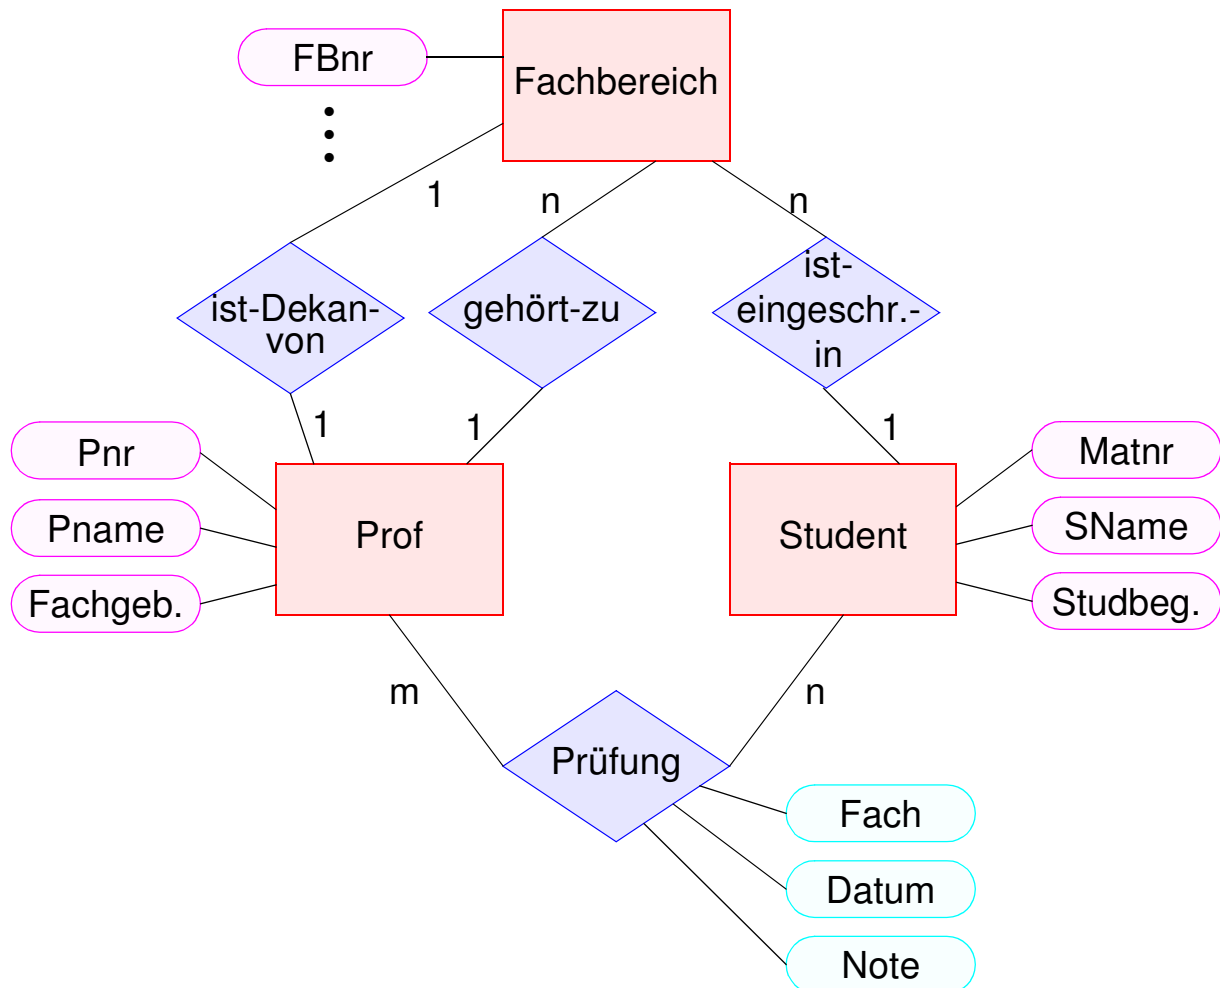 FBnr
Fachbereich
1
n
n
ist-Dekan-
von
gehört-zu
ist-
eingeschr.-
in
1
1
1
Pnr
Pname
Fachgeb.
Prof
Student
Matnr
SName
Studbeg.
m
n
Prüfung
Fach
Datum
Note